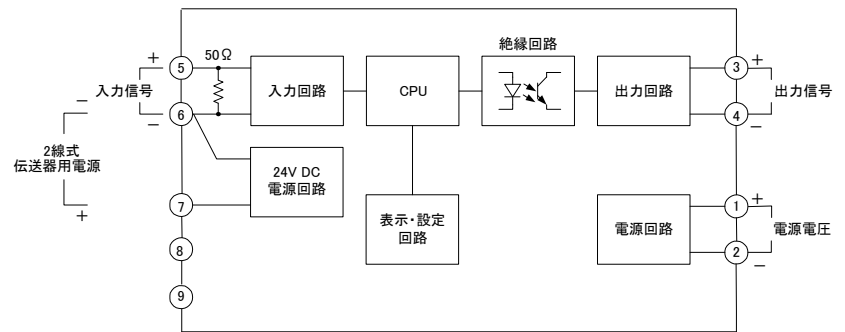 絶縁回路
+
5
50Ω
入力信号
−
6
入力回路
CPU
出力回路
3
+
出力信号
4
−
−
2線式
伝送器用電源
+
24V DC
電源回路
7
8
9
表示・設定
回路
電源回路
1
+
電源電圧
2
−